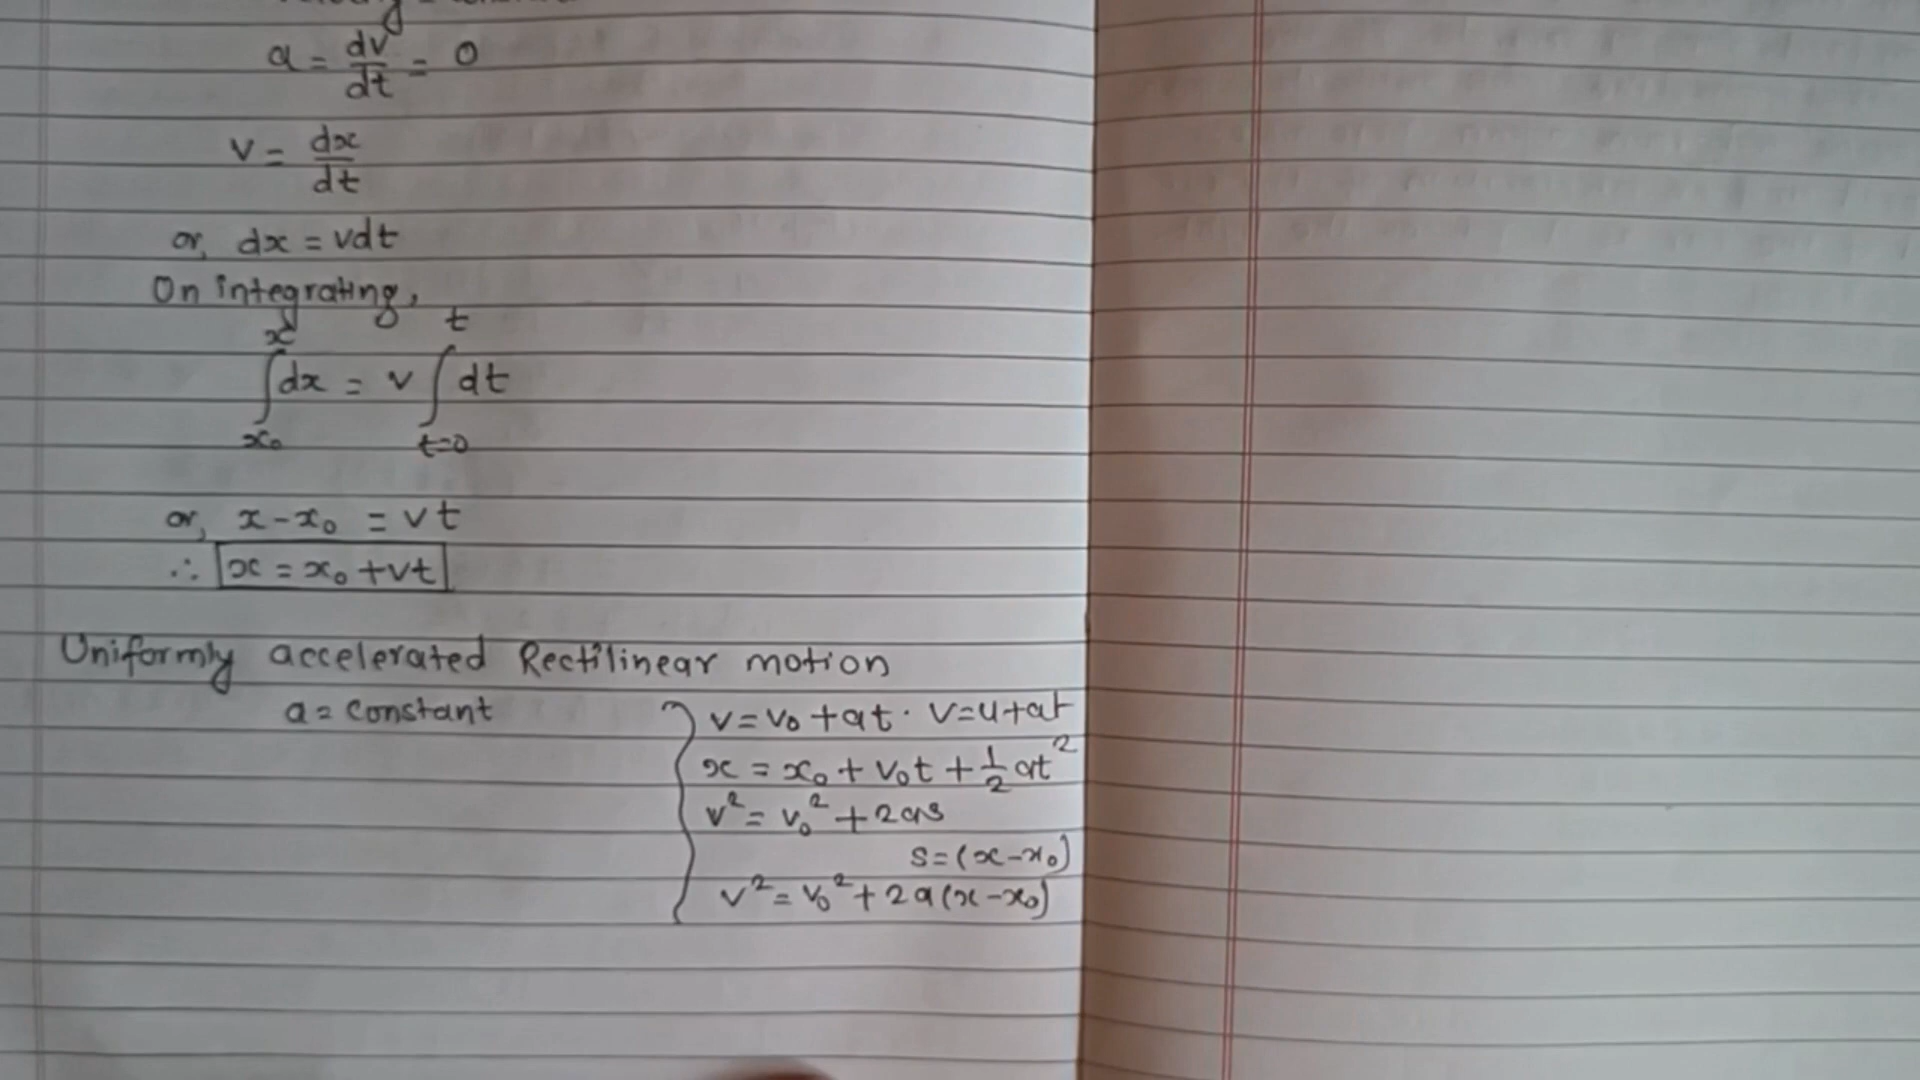 a = dv/dt = 0
v = dx/dt
or, dx = vdt
On integrating,
∫_{x₀}^{x} dx = v ∫_{t=0}^{t} dt
or, x - x₀ = vt
∴ x = x₀ + vt
Uniformly accelerated Rectilinear motion
a = constant
v = v₀ + at . v = u + at
x = x₀ + v₀t + 1/2 at²
v² = v₀² + 2as
s = (x - x₀)
v² = v₀² + 2a(x - x₀)